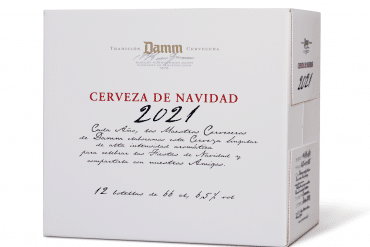 TRADICIÓN Damm CERVECERA
CERVEZA DE NAVIDAD
2021
Cada Año, los Maestros Cerveceros
de Damm elaboramos esta Cerveza Singular
de alta intensidad aromática
para celebrar las Fiestas de Navidad y
compartirla con nuestros Amigos.
12 botellas de 66 cl, 6,5% vol